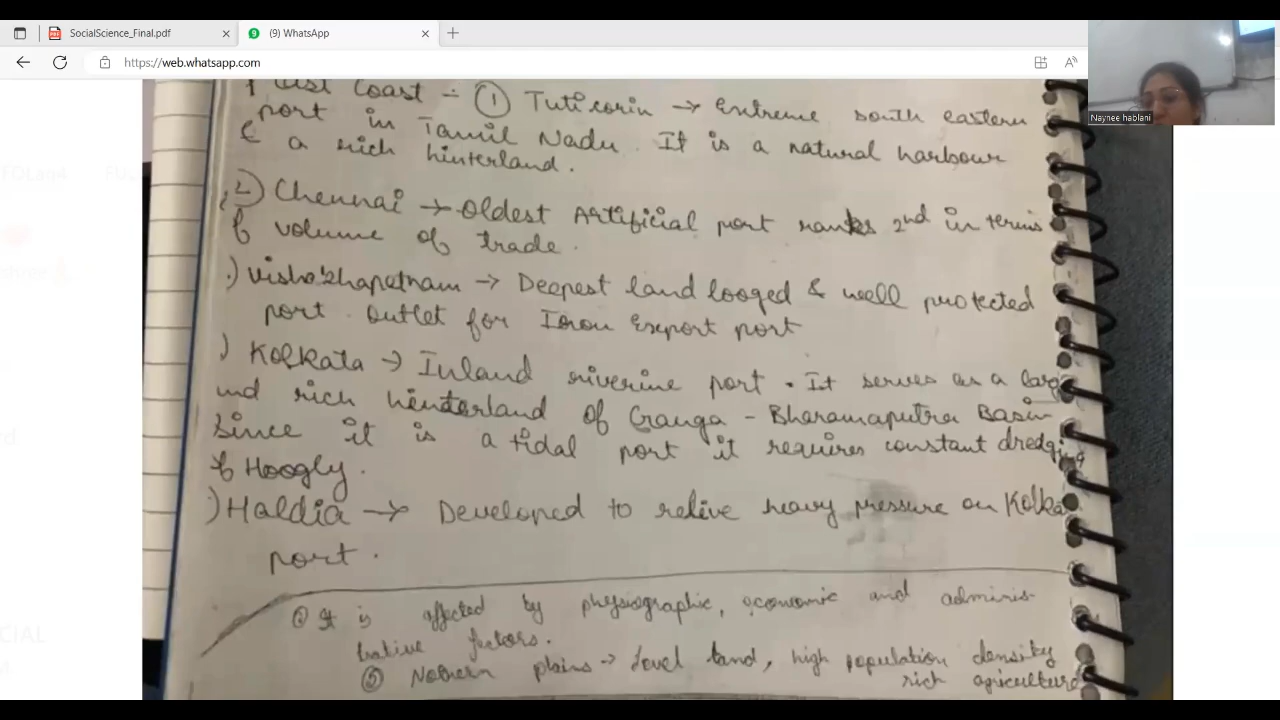 SocialScience_Final.pdf
(9) WhatsApp
https://web.whatsapp.com
Naynee hablani
East Coast :- ① Tuticorin → Extreme south eastern
port in Tamil Nadu. It is a natural harbour
& a rich hinterland.
② Chennai → Oldest Artificial port ranks 2nd in terms
of volume of trade.
) Vishakhapatnam → Deepest land looged & well protected
port. Outlet for Iron Export port
) Kolkata → Inland riverine port. It serves as a larg
and rich hinterland of Ganga - Bharamaputra Basin
Since it is a tidal port it requires constant dredging
of Hoogly.
) Haldia → Developed to relive heavy pressure on Kolka
port.
① It is affected by physiographic, economic and adminis-
trative factors.
② Nothern plains → level land, high population density
rich agriculture
CIAL